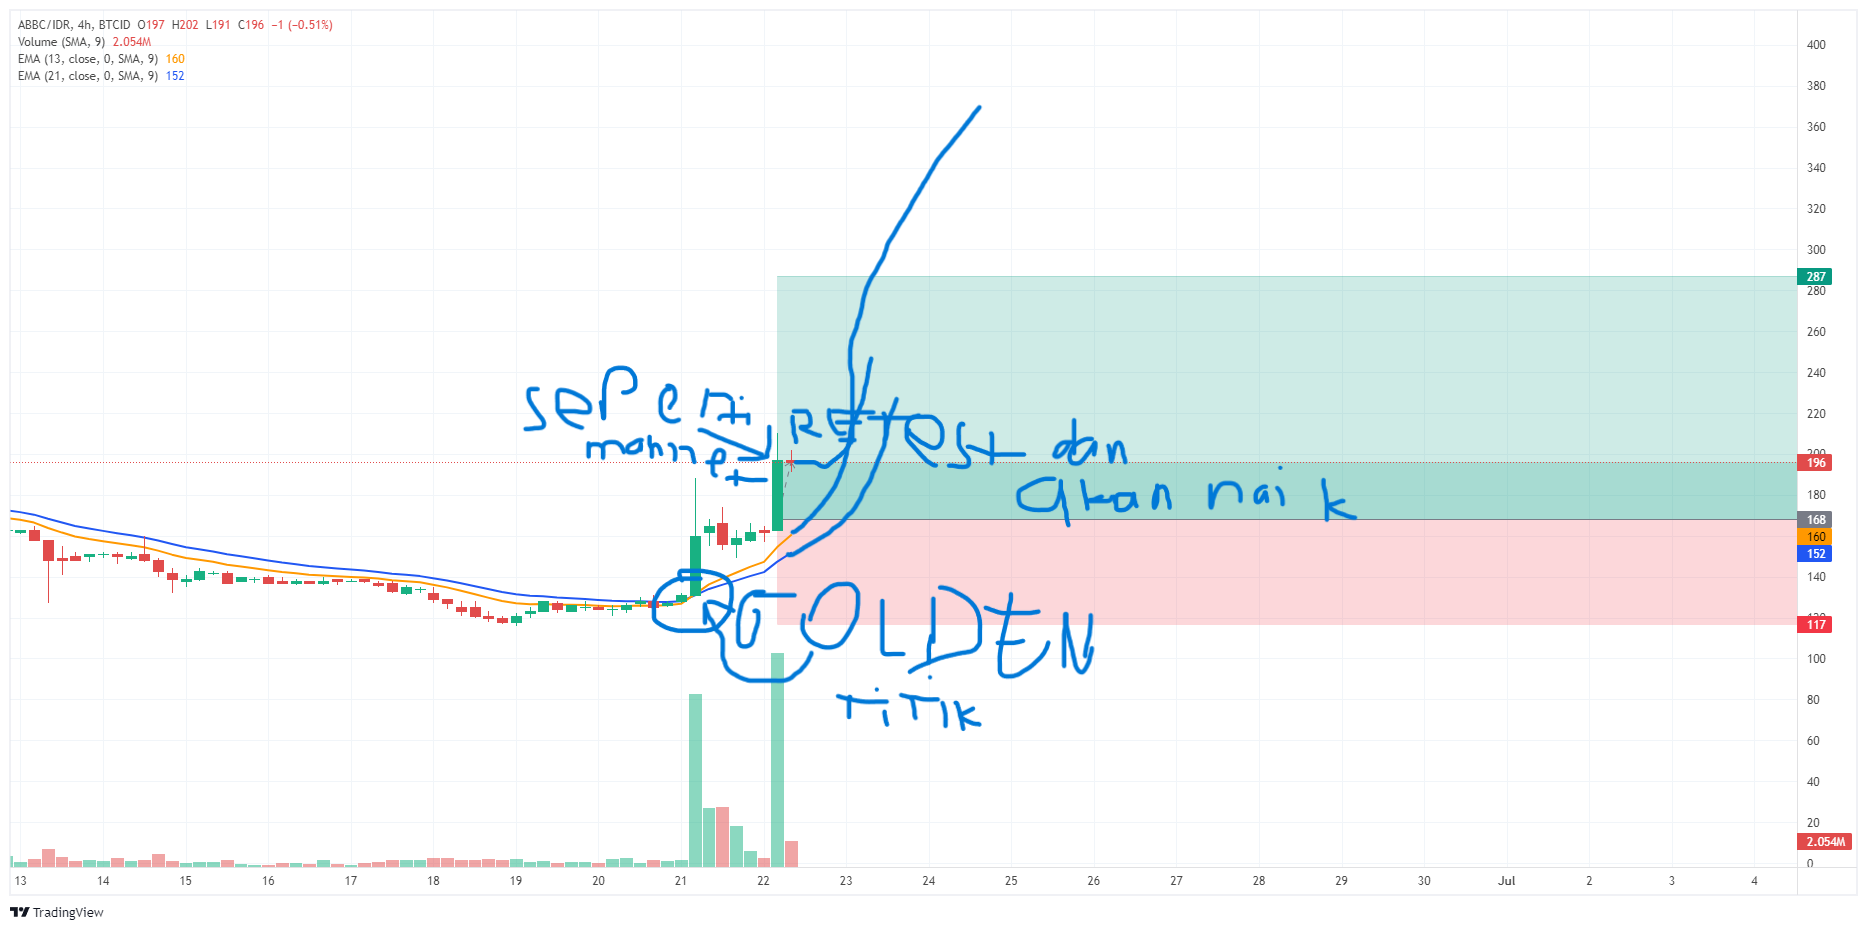 ABBC/IDR, 4h, BTCID O197 H202 L191 C196 −1 (−0.51%)
Volume (SMA, 9) 2.054M
EMA (13, close, 0, SMA, 9) 160
EMA (21, close, 0, SMA, 9) 152
400
380
360
340
320
300
287
280
260
240
220
200
196
180
168
160
152
140
120
117
100
80
60
40
20
2.054M
0
seperti RETest dan
akan naik
GOLDEN
TiTik
13 14 15 16 17 18 19 20 21 22 23 24 25 26 27 28 29 30 Jul 2 3 4
TradingView